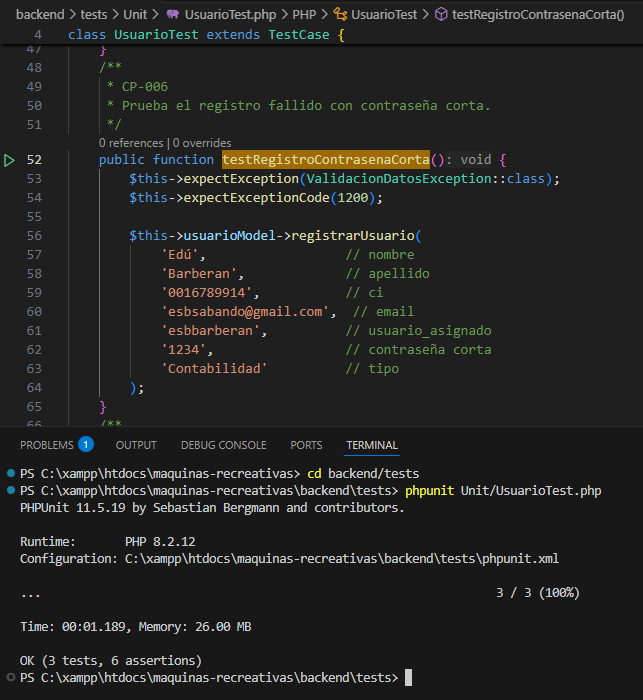 backend > tests > Unit > UsuarioTest.php > PHP > UsuarioTest > testRegistroContrasenaCorta()
4 class UsuarioTest extends TestCase {
47 }
48 /**
49 * CP-006
50 * Prueba el registro fallido con contraseña corta.
51 */
0 references | 0 overrides
52 public function testRegistroContrasenaCorta(): void {
53 $this->expectException(ValidacionDatosException::class);
54 $this->expectExceptionCode(1200);
55
56 $this->usuarioModel->registrarUsuario(
57 'Edú', // nombre
58 'Barberan', // apellido
59 '0016789914', // ci
60 'esbsabando@gmail.com', // email
61 'esbbarberan', // usuario_asignado
62 '1234', // contraseña corta
63 'Contabilidad' // tipo
64 );
65 }
66 /**
PROBLEMS 1 OUTPUT DEBUG CONSOLE PORTS TERMINAL
PS C:\xampp\htdocs\maquinas-recreativas> cd backend/tests
PS C:\xampp\htdocs\maquinas-recreativas\backend\tests> phpunit Unit/UsuarioTest.php
PHPUnit 11.5.19 by Sebastian Bergmann and contributors.
Runtime: PHP 8.2.12
Configuration: C:\xampp\htdocs\maquinas-recreativas\backend\tests\phpunit.xml
... 3 / 3 (100%)
Time: 00:01.189, Memory: 26.00 MB
OK (3 tests, 6 assertions)
PS C:\xampp\htdocs\maquinas-recreativas\backend\tests>